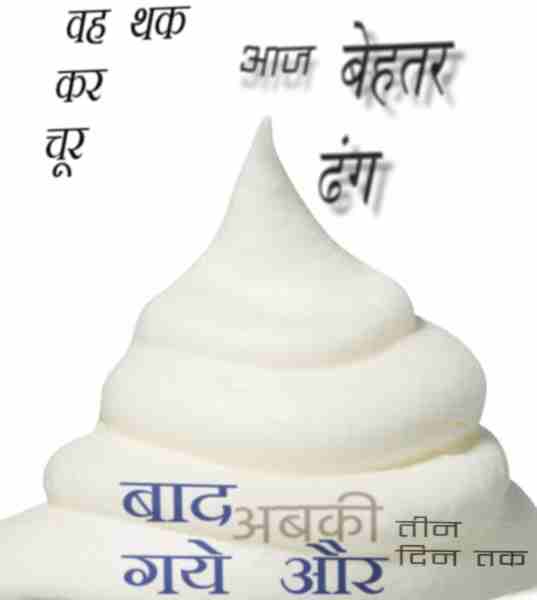 वह थक
कर
चूर
आज बेहतर
ढंग
बाद
गये और
अबकी
तीन
दिन तक